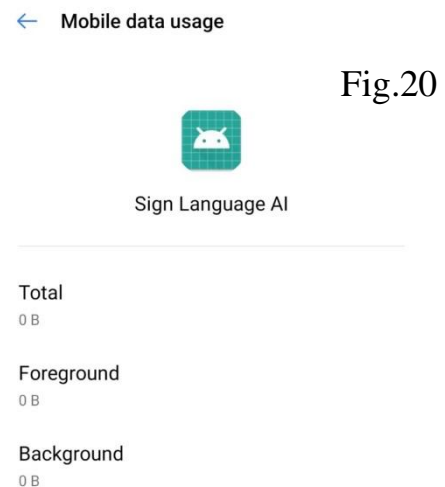 Mobile data usage
Fig.20
Sign Language AI
Total
0 B
Foreground
0 B
Background
0 B